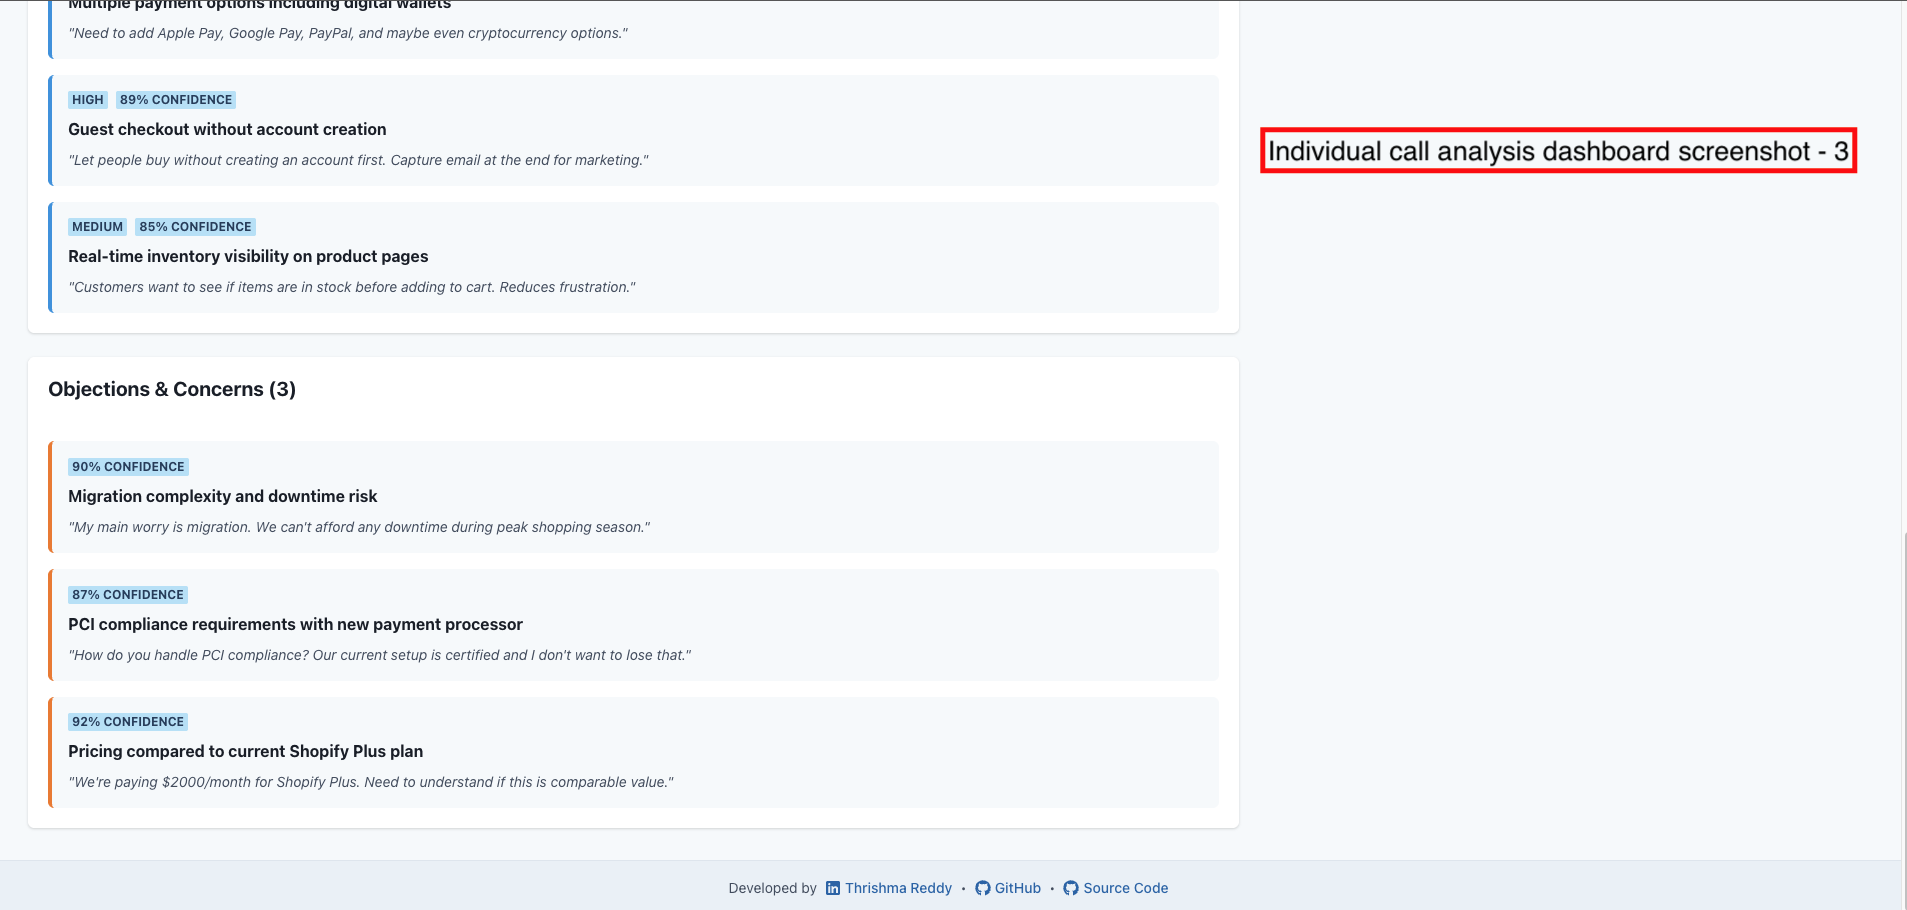 Multiple payment options including digital wallets
"Need to add Apple Pay, Google Pay, PayPal, and maybe even cryptocurrency options."
HIGH 89% CONFIDENCE
Guest checkout without account creation
"Let people buy without creating an account first. Capture email at the end for marketing."
Individual call analysis dashboard screenshot - 3
MEDIUM 85% CONFIDENCE
Real-time inventory visibility on product pages
"Customers want to see if items are in stock before adding to cart. Reduces frustration."
Objections & Concerns (3)
90% CONFIDENCE
Migration complexity and downtime risk
"My main worry is migration. We can't afford any downtime during peak shopping season."
87% CONFIDENCE
PCI compliance requirements with new payment processor
"How do you handle PCI compliance? Our current setup is certified and I don't want to lose that."
92% CONFIDENCE
Pricing compared to current Shopify Plus plan
"We're paying $2000/month for Shopify Plus. Need to understand if this is comparable value."
Developed by Thrishma Reddy • GitHub • Source Code